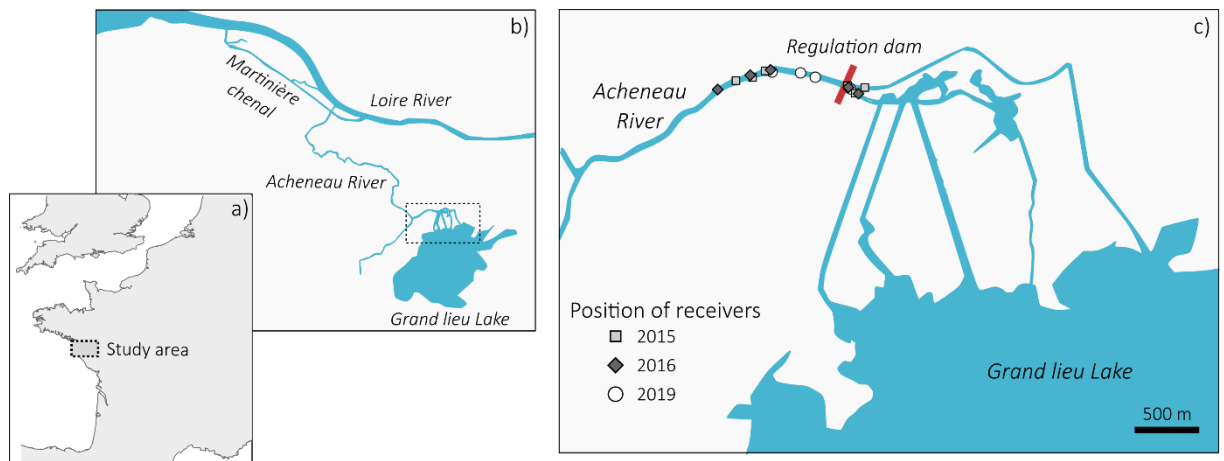 a)
Study area
b)
Martinière
chenal
Loire River
Acheneau River
Grand lieu Lake
c)
Regulation dam
Acheneau
River
Position of receivers
2015
2016
2019
Grand lieu Lake
500 m